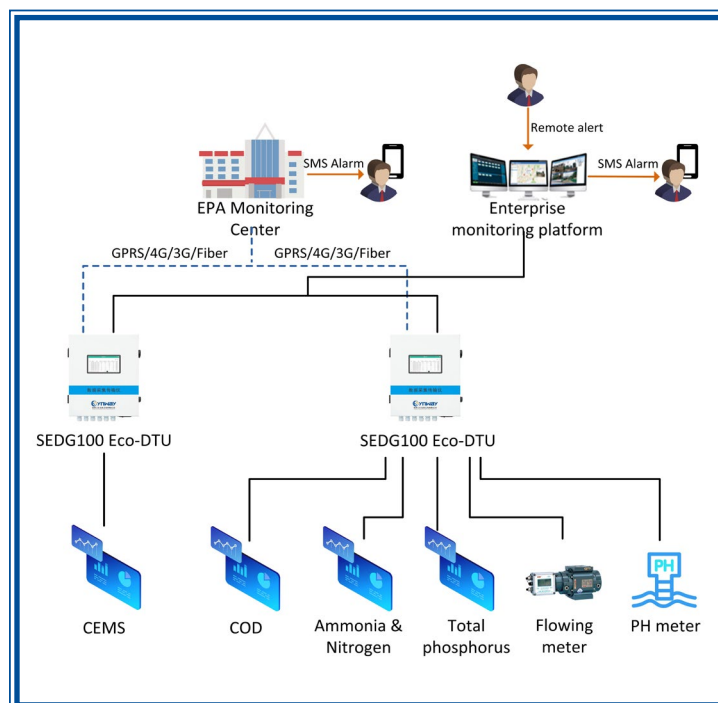 Remote alert
SMS Alarm
SMS Alarm
EPA Monitoring
Center
Enterprise
monitoring platform
GPRS/4G/3G/Fiber
GPRS/4G/3G/Fiber
SEDG100 Eco-DTU
SEDG100 Eco-DTU
PH
CEMS
COD
Ammonia &
Nitrogen
Total
phosphorus
Flowing
meter
PH meter